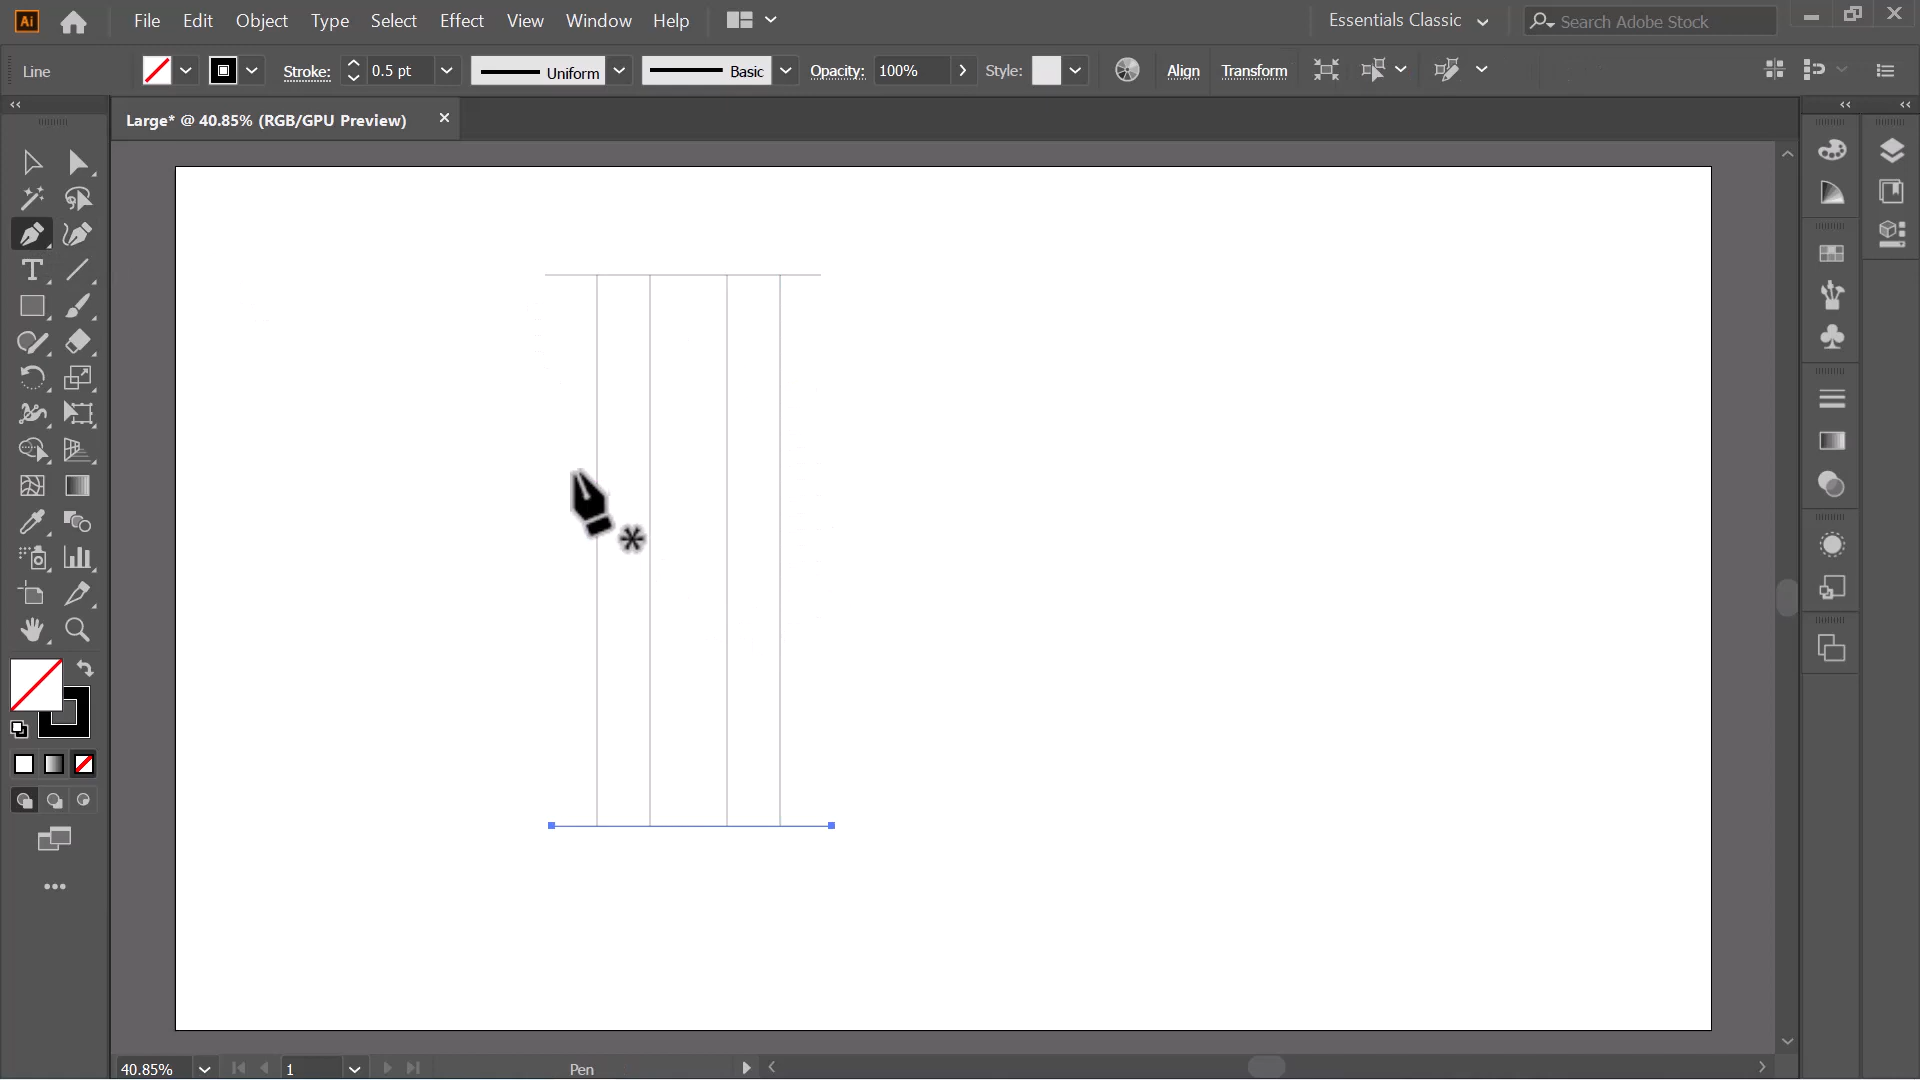 Ai File Edit Object Type Select Effect View Window Help Essentials Classic Search Adobe Stock
Line Stroke: 0.5 pt Uniform Basic Opacity: 100% Style: Align Transform
Large* @ 40.85% (RGB/GPU Preview)
T
40.85% 1 Pen